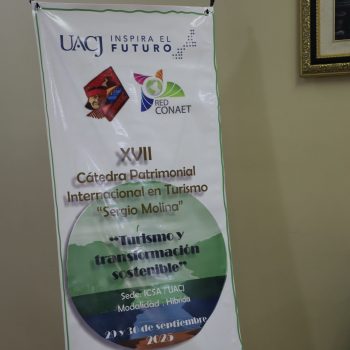 UACJ INSPIRA EL
FUTURO
RED
CONAET
XVII
Cátedra Patrimonial
Internacional en Turismo
"Sergio Molina"
"Turismo y
transformación
sostenible"
Sede: ICSA / UACJ
Modalidad : Híbrida
29 y 30 de septiembre
2025